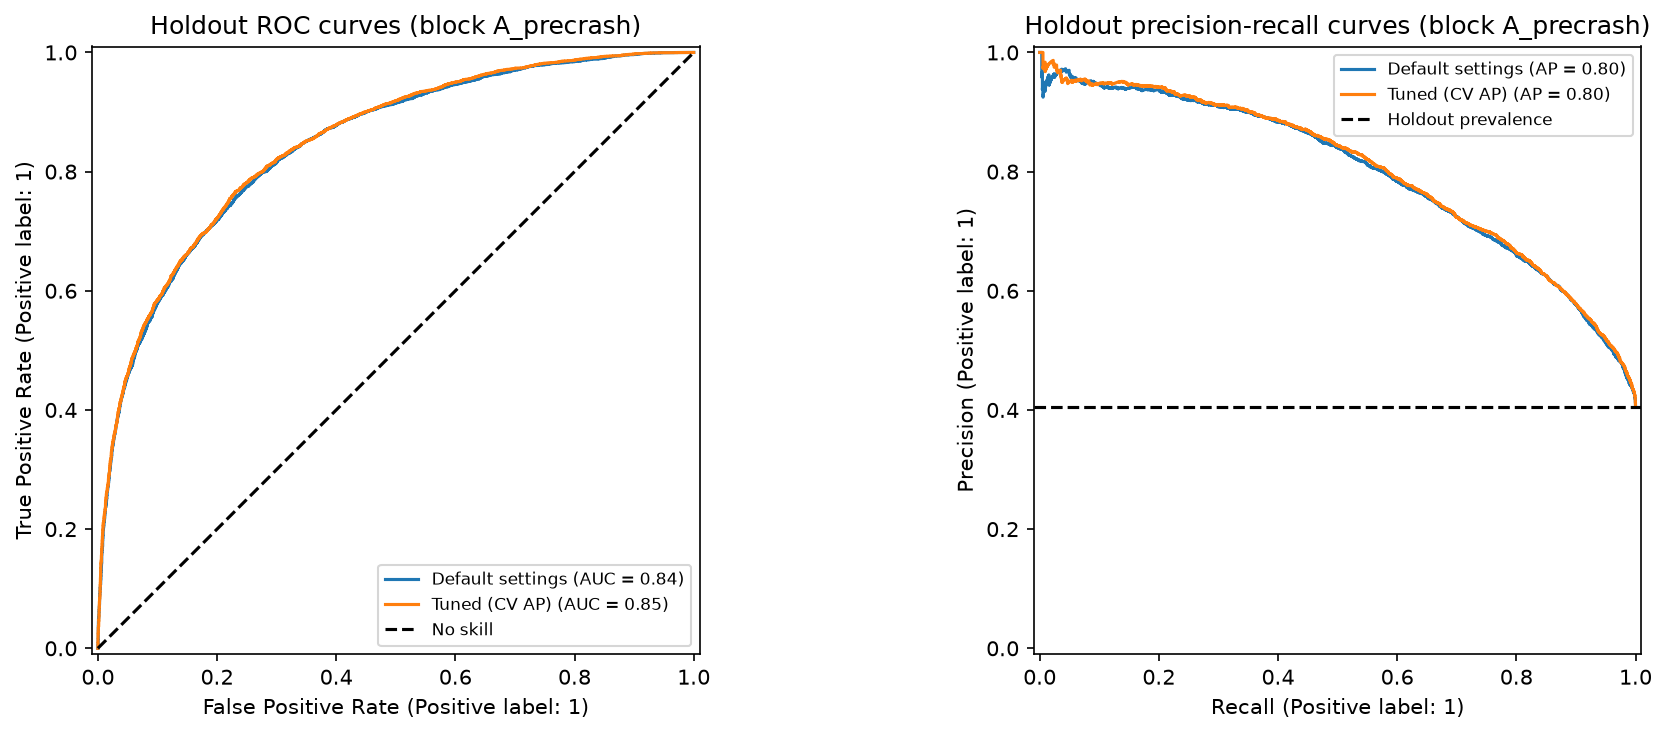 Holdout ROC curves (block A_precrash)
True Positive Rate (Positive label: 1)
1.0
0.8
0.6
0.4
0.2
0.0
Default settings (AUC = 0.84)
Tuned (CV AP) (AUC = 0.85)
No skill
0.0 0.2 0.4 0.6 0.8 1.0
False Positive Rate (Positive label: 1)
Holdout precision-recall curves (block A_precrash)
Precision (Positive label: 1)
1.0
0.8
0.6
0.4
0.2
0.0
Default settings (AP = 0.80)
Tuned (CV AP) (AP = 0.80)
Holdout prevalence
0.0 0.2 0.4 0.6 0.8 1.0
Recall (Positive label: 1)